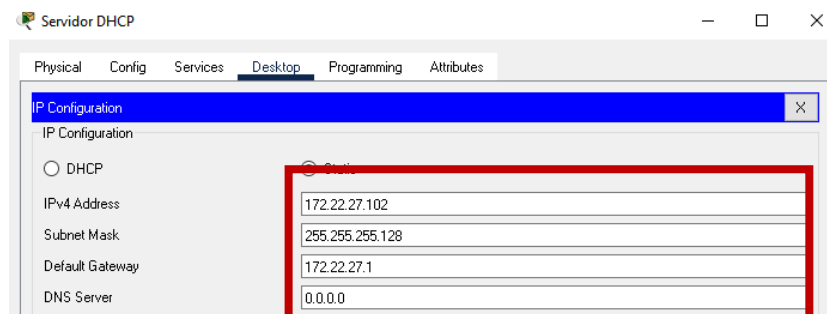 Servidor DHCP
Physical Config Services Desktop Programming Attributes
IP Configuration X
IP Configuration
DHCP Static
IPv4 Address 172.22.27.102
Subnet Mask 255.255.255.128
Default Gateway 172.22.27.1
DNS Server 0.0.0.0